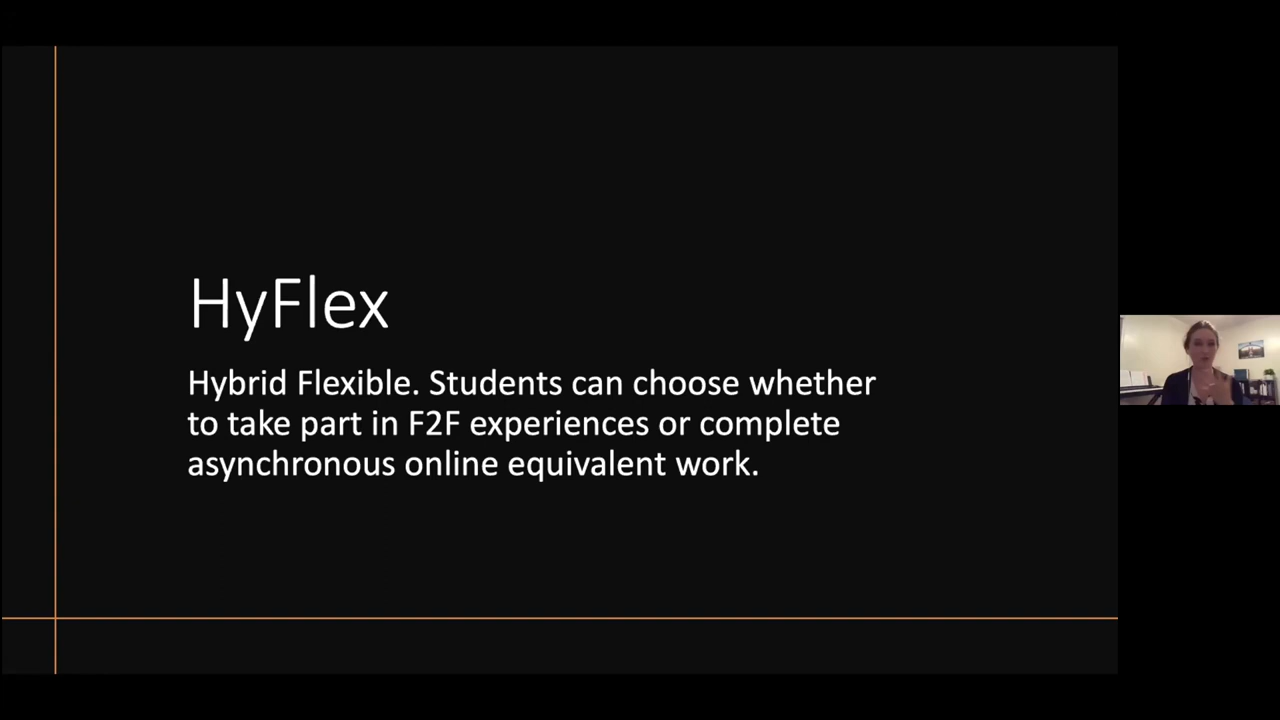 HyFlex
Hybrid Flexible. Students can choose whether
to take part in F2F experiences or complete
asynchronous online equivalent work.